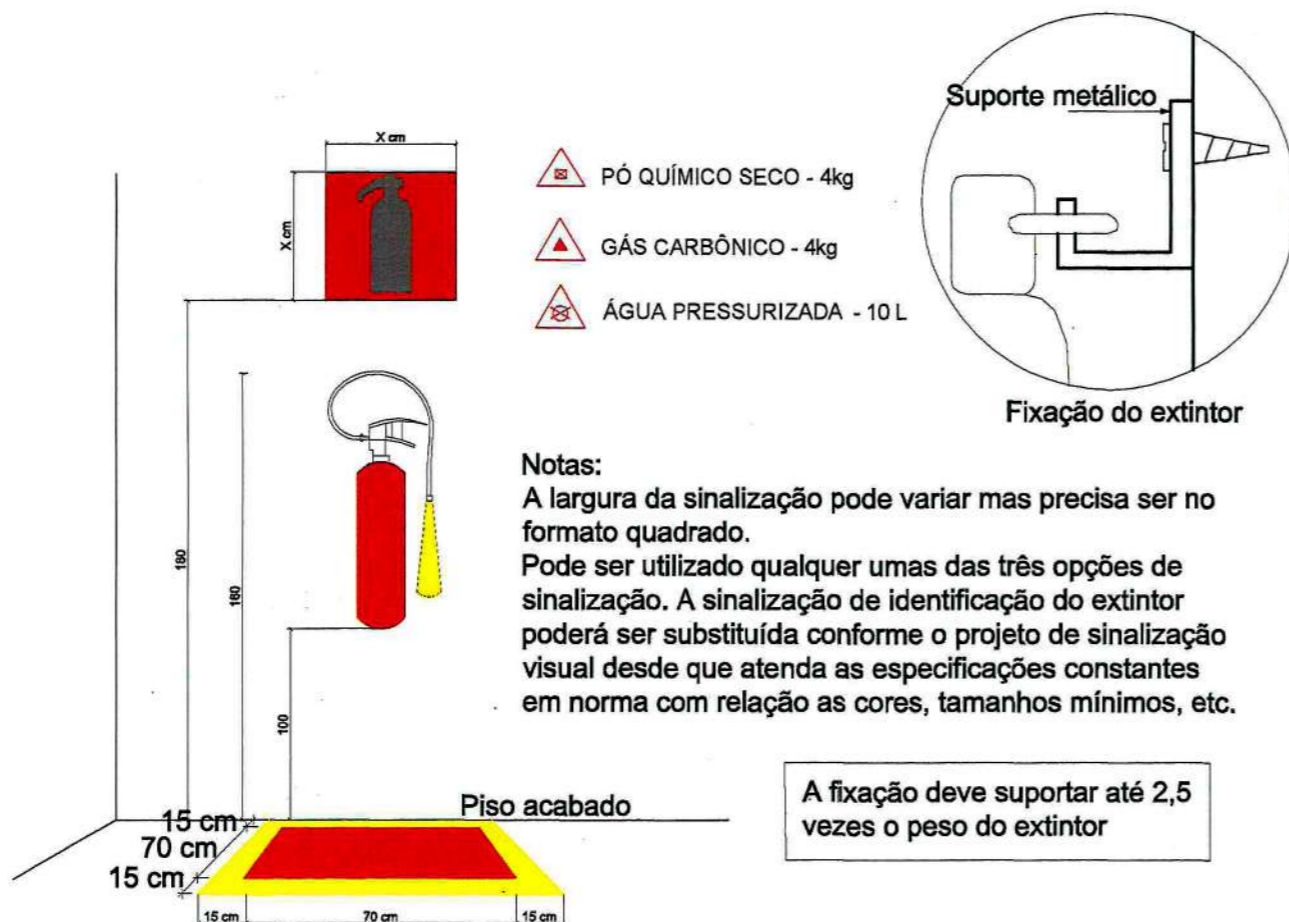 X cm
X cm
180
160
100
PÓ QUÍMICO SECO - 4kg
GÁS CARBÔNICO - 4kg
ÁGUA PRESSURIZADA - 10 L
Suporte metálico
Fixação do extintor
Notas:
A largura da sinalização pode variar mas precisa ser no
formato quadrado.
Pode ser utilizado qualquer umas das três opções de
sinalização. A sinalização de identificação do extintor
poderá ser substituída conforme o projeto de sinalização
visual desde que atenda as especificações constantes
em norma com relação as cores, tamanhos mínimos, etc.
A fixação deve suportar até 2,5
vezes o peso do extintor
Piso acabado
15 cm
70 cm
15 cm
15 cm
70 cm
15 cm